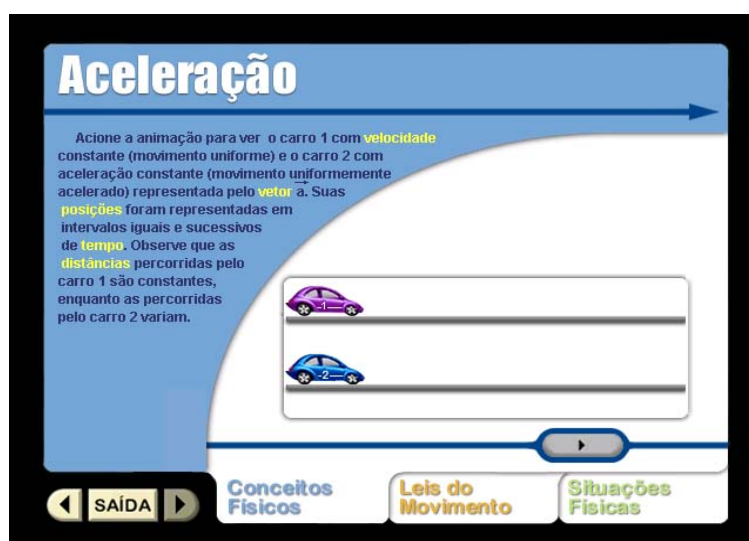 Aceleração
Acione a animação para ver o carro 1 com velocidade
constante (movimento uniforme) e o carro 2 com
aceleração constante (movimento uniformemente
acelerado) representada pelo vetor a. Suas
posições foram representadas em
intervalos iguais e sucessivos
de tempo. Observe que as
distâncias percorridas pelo
carro 1 são constantes,
enquanto as percorridas
pelo carro 2 variam.
1
2
SAÍDA
Conceitos
Físicos
Leis do
Movimento
Situações
Físicas